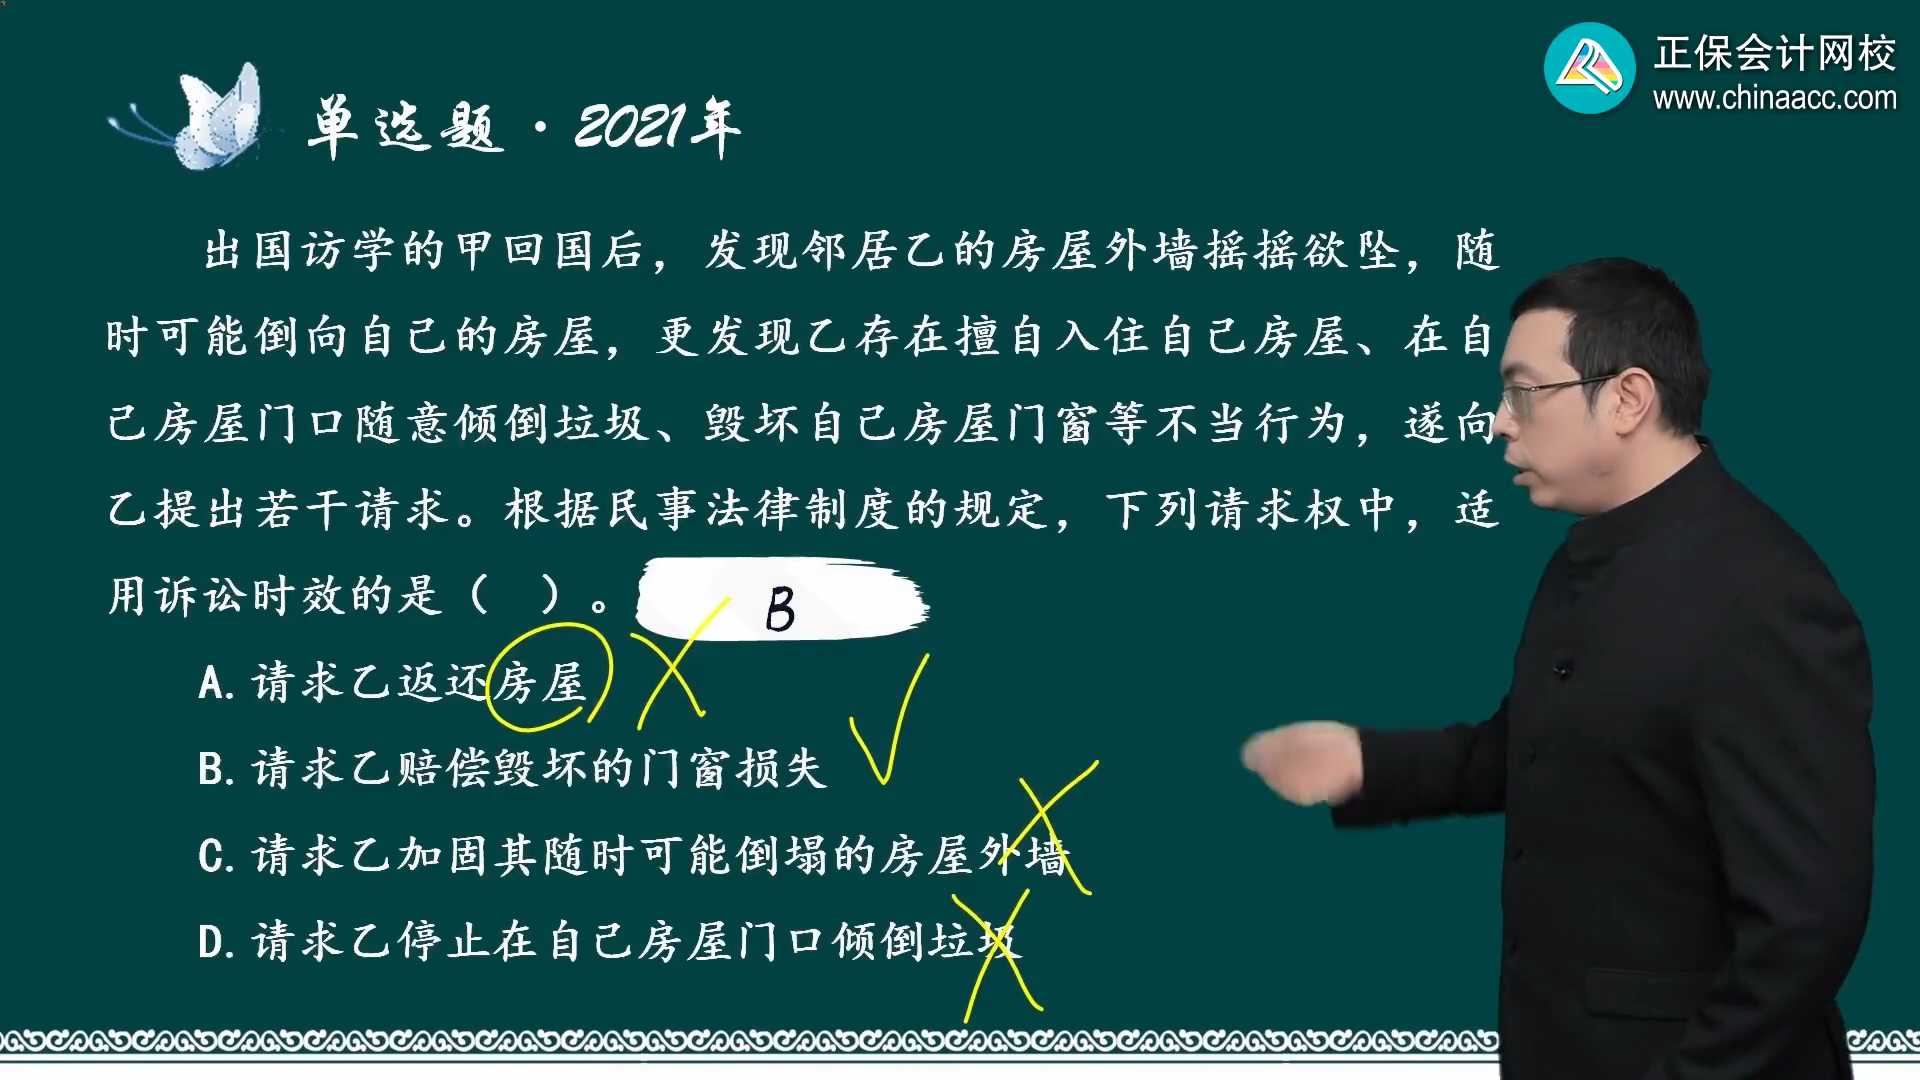 正保会计网校
www.chinaacc.com
单选题·2021年
出国访学的甲回国后，发现邻居乙的房屋外墙摇摇欲坠，随
时可能倒向自己的房屋，更发现乙存在擅自入住自己房屋、在自
己房屋门口随意倾倒垃圾、毁坏自己房屋门窗等不当行为，遂向
乙提出若干请求。根据民事法律制度的规定，下列请求权中，适
用诉讼时效的是（ ）。
B
A.请求乙返还房屋
B.请求乙赔偿毁坏的门窗损失
C.请求乙加固其随时可能倒塌的房屋外墙
D.请求乙停止在自己房屋门口倾倒垃圾